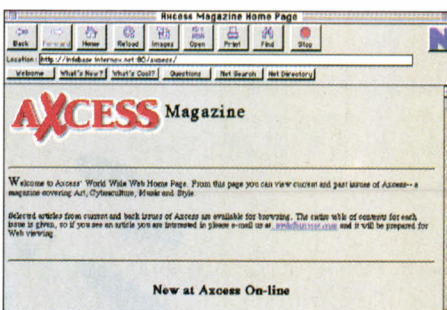 Axcess Magazine Home Page
Back Forward Home Reload Images Open Print Find Stop
Location: http://infobase.internex.net:80/axcess/
Welcome What's New? What's Cool? Questions Net Search Net Directory
AXCESS Magazine
Welcome to Axcess' World Wide Web Home Page. From this page you can view current and past issues of Axcess-- a
magazine covering Art, Cyberculture, Music and Style.
Selected articles from current and back issues of Axcess are available for browsing. The entire table of contents for each
issue is given, so if you see an article you are interested in please e-mail us at and it will be prepared for
Web viewing.
New at Axcess On-line